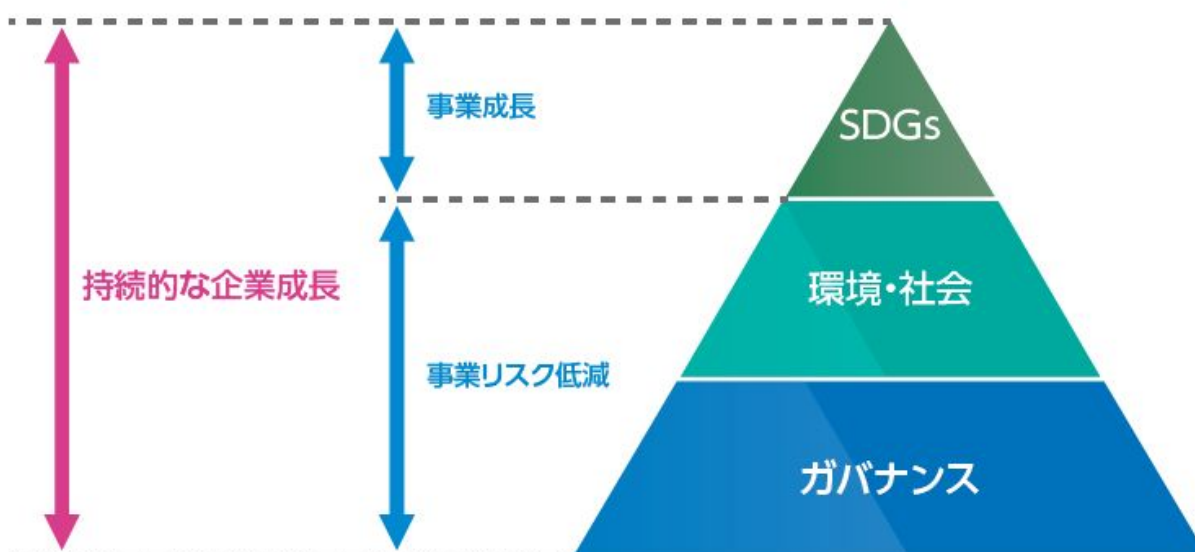 事業成長
SDGs
持続的な企業成長
環境・社会
事業リスク低減
ガバナンス